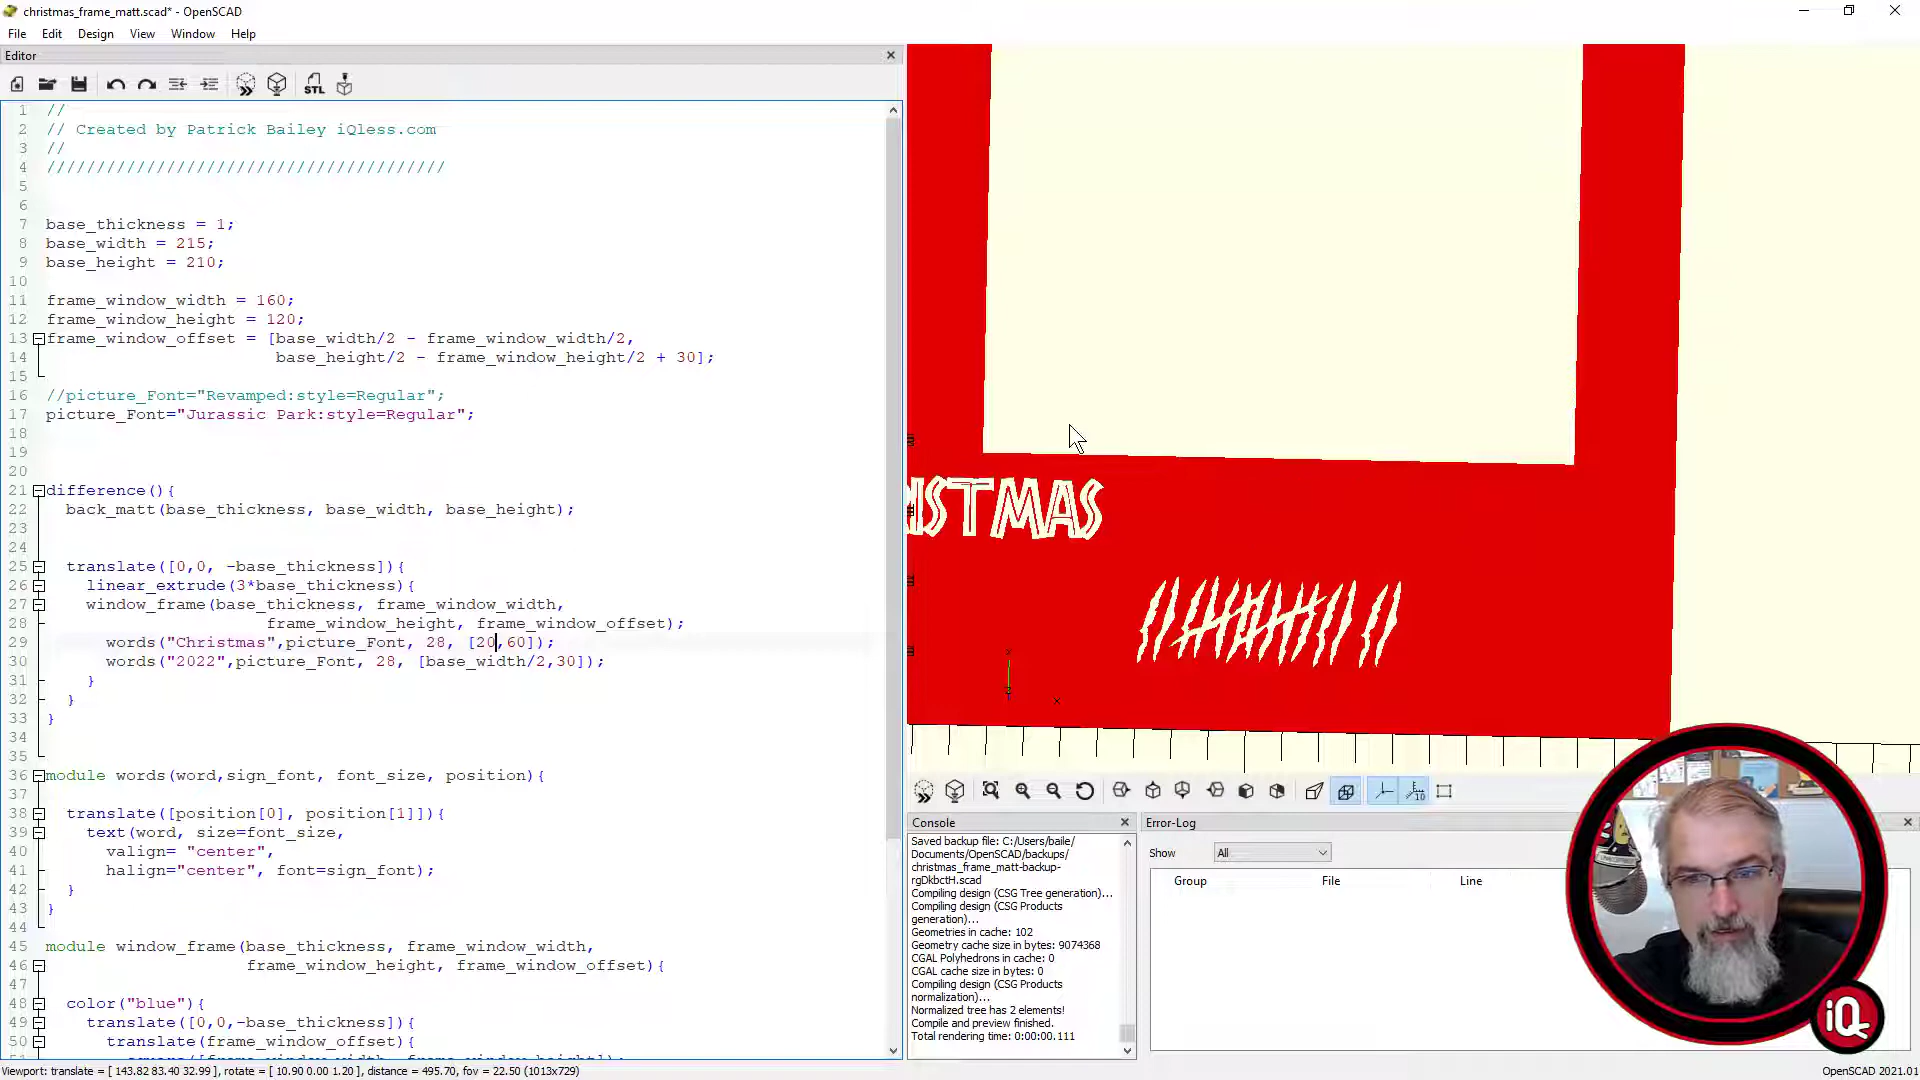 christmas_frame_matt.scad* - OpenSCAD
File Edit Design View Window Help
Editor
STL
1 //
2 // Created by Patrick Bailey iQless.com
3 //
4 ////////////////////////////////////////
5
6
7 base_thickness = 1;
8 base_width = 215;
9 base_height = 210;
10
11 frame_window_width = 160;
12 frame_window_height = 120;
13 frame_window_offset = [base_width/2 - frame_window_width/2,
14 base_height/2 - frame_window_height/2 + 30];
15
16 //picture_Font="Revamped:style=Regular";
17 picture_Font="Jurassic Park:style=Regular";
18
19
20
21 difference(){
22 back_matt(base_thickness, base_width, base_height);
23
24
25 translate([0,0, -base_thickness]){
26 linear_extrude(3*base_thickness){
27 window_frame(base_thickness, frame_window_width,
28 frame_window_height, frame_window_offset);
29 words("Christmas",picture_Font, 28, [20,60]);
30 words("2022",picture_Font, 28, [base_width/2,30]);
31 }
32 }
33 }
34
35
36 module words(word,sign_font, font_size, position){
37
38 translate([position[0], position[1]]){
39 text(word, size=font_size,
40 valign= "center",
41 halign="center", font=sign_font);
42 }
43 }
44
45 module window_frame(base_thickness, frame_window_width,
46 frame_window_height, frame_window_offset){
47
48 color("blue"){
49 translate([0,0,-base_thickness]){
50 translate(frame_window_offset){
ISTMAS
Console
Saved backup file: C:/Users/baile/
Documents/OpenSCAD/backups/
christmas_frame_matt-backup-
rgDkbctH.scad
Compiling design (CSG Tree generation)...
Compiling design (CSG Products
generation)...
Geometries in cache: 102
Geometry cache size in bytes: 9074368
CGAL Polyhedrons in cache: 0
CGAL cache size in bytes: 0
Compiling design (CSG Products
normalization)...
Normalized tree has 2 elements!
Compile and preview finished.
Total rendering time: 0:00:00.111
Error-Log
Show All
Group File Line
iQ
Viewport: translate = [ 143.82 83.40 32.99 ], rotate = [ 10.90 0.00 1.20 ], distance = 495.70, fov = 22.50 (1013x729)
OpenSCAD 2021.01